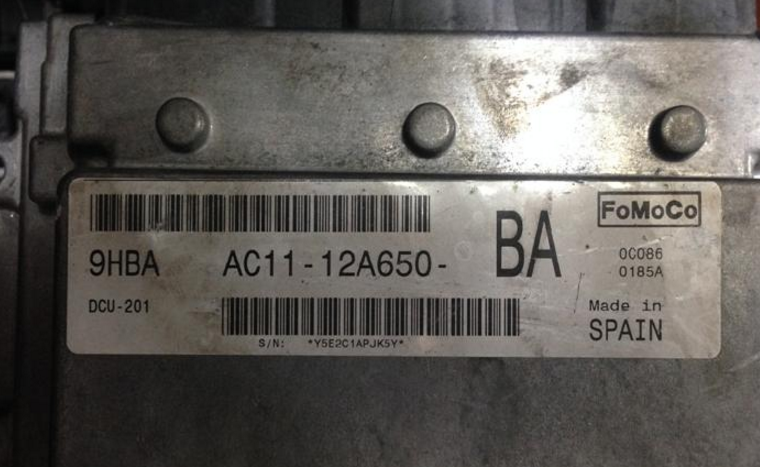 FoMoCo
9HBA AC11-12A650- BA
0C086
0185A
DCU-201
Made in
SPAIN
S/N: *Y5E2C1APJK5Y*